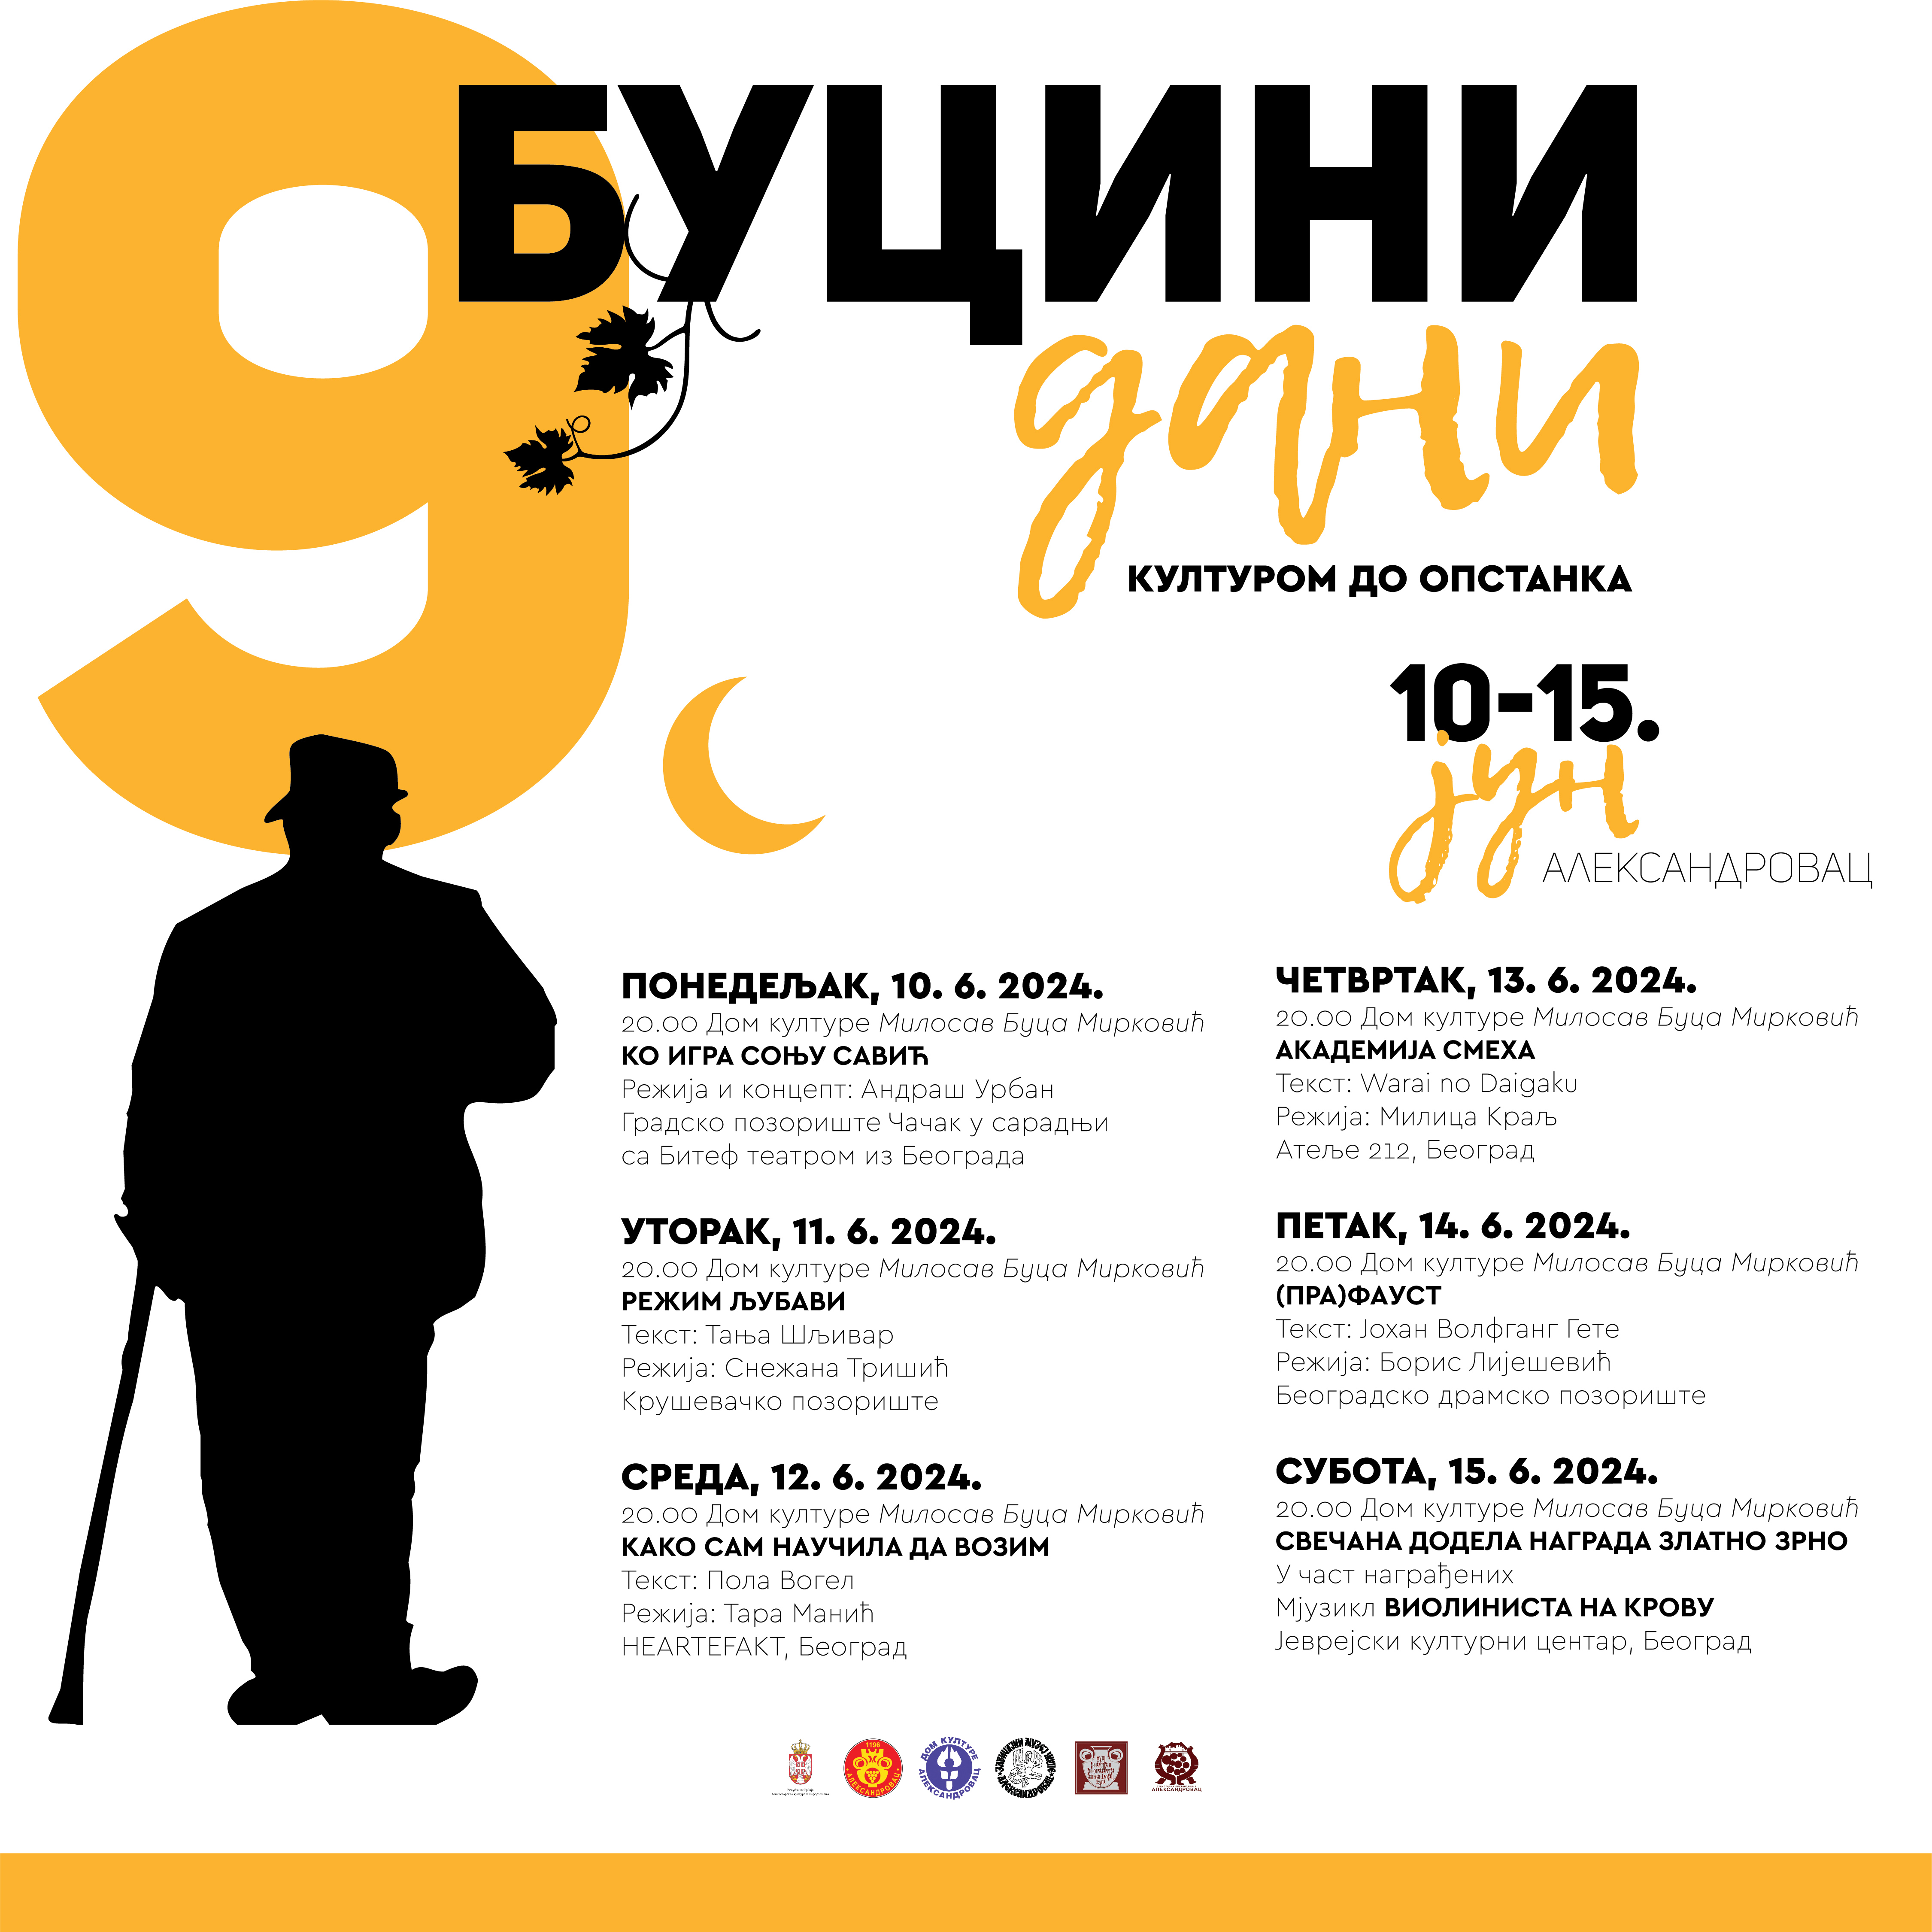 9
БУЦИНИ
дани
КУЛТУРОМ ДО ОПСТАНКА
10-15.
јун
АЛЕКСАНДРОВАЦ
ПОНЕДЕЉАК, 10. 6. 2024.
20.00 Дом културе Милосав Буца Мирковић
КО ИГРА СОЊУ САВИЋ
Режија и концепт: Андраш Урбан
Градско позориште Чачак у сарадњи
са Битеф театром из Београда
УТОРАК, 11. 6. 2024.
20.00 Дом културе Милосав Буца Мирковић
РЕЖИМ ЉУБАВИ
Текст: Тања Шљивар
Режија: Снежана Тришић
Крушевачко позориште
СРЕДА, 12. 6. 2024.
20.00 Дом културе Милосав Буца Мирковић
КАКО САМ НАУЧИЛА ДА ВОЗИМ
Текст: Пола Вогел
Режија: Тара Манић
HEARTEFAKT, Београд
ЧЕТВРТАК, 13. 6. 2024.
20.00 Дом културе Милосав Буца Мирковић
АКАДЕМИЈА СМЕХА
Текст: Warai no Daigaku
Режија: Милица Краљ
Атеље 212, Београд
ПЕТАК, 14. 6. 2024.
20.00 Дом културе Милосав Буца Мирковић
(ПРА)ФАУСТ
Текст: Јохан Волфганг Гете
Режија: Борис Лијешевић
Београдско драмско позориште
СУБОТА, 15. 6. 2024.
20.00 Дом културе Милосав Буца Мирковић
СВЕЧАНА ДОДЕЛА НАГРАДА ЗЛАТНО ЗРНО
У част награђених
Мјузикл ВИОЛИНИСТА НА КРОВУ
Јеврејски културни центар, Београд
1196
АЛЕКСАНДРОВАЦ
ДОМ КУЛТУРЕ
АЛЕКСАНДРОВАЦ
АЛЕКСАНДРОВАЦ